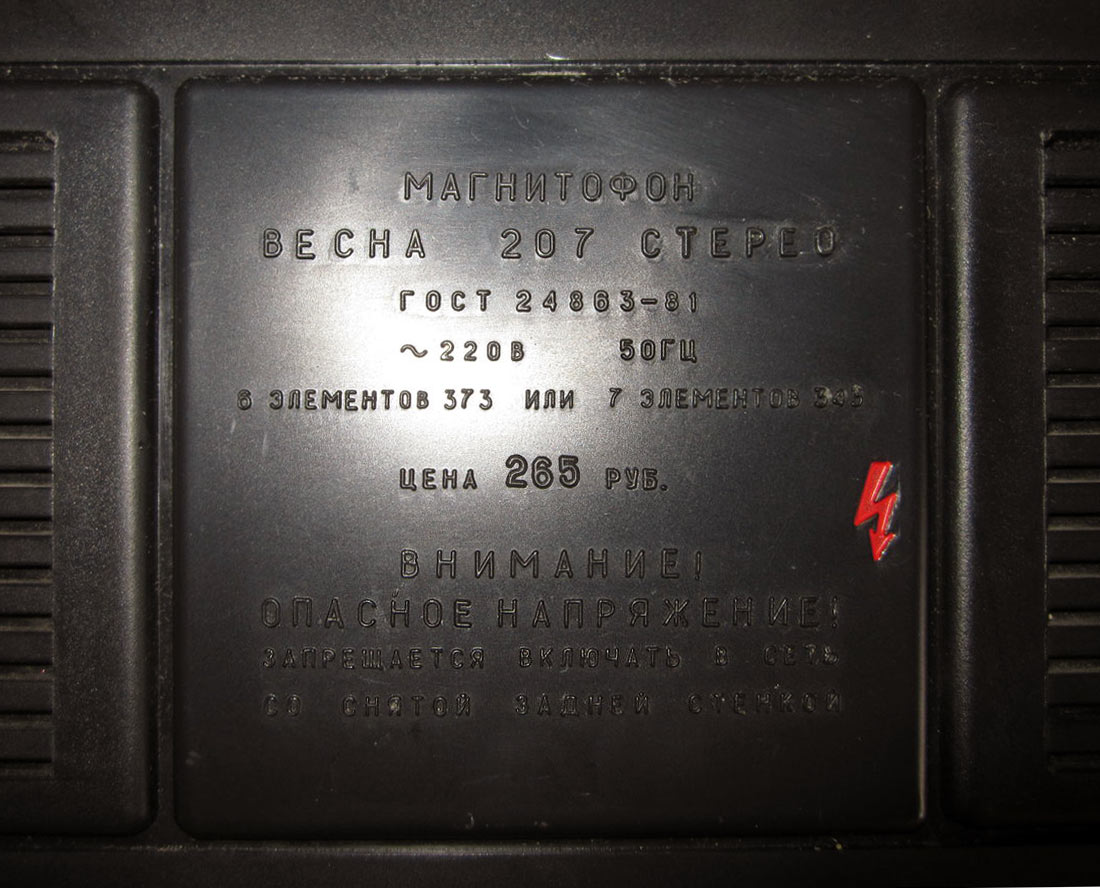 МАГНИТОФОН
ВЕСНА 207 СТЕРЕО
ГОСТ 24863-81
~220В 50ГЦ
6 ЭЛЕМЕНТОВ 373 ИЛИ 7 ЭЛЕМЕНТОВ 343
ЦЕНА 265 РУБ.
ВНИМАНИЕ!
ОПАСНОЕ НАПРЯЖЕНИЕ!
ЗАПРЕЩАЕТСЯ ВКЛЮЧАТЬ В СЕТЬ
СО СНЯТОЙ ЗАДНЕЙ СТЕНКОЙ